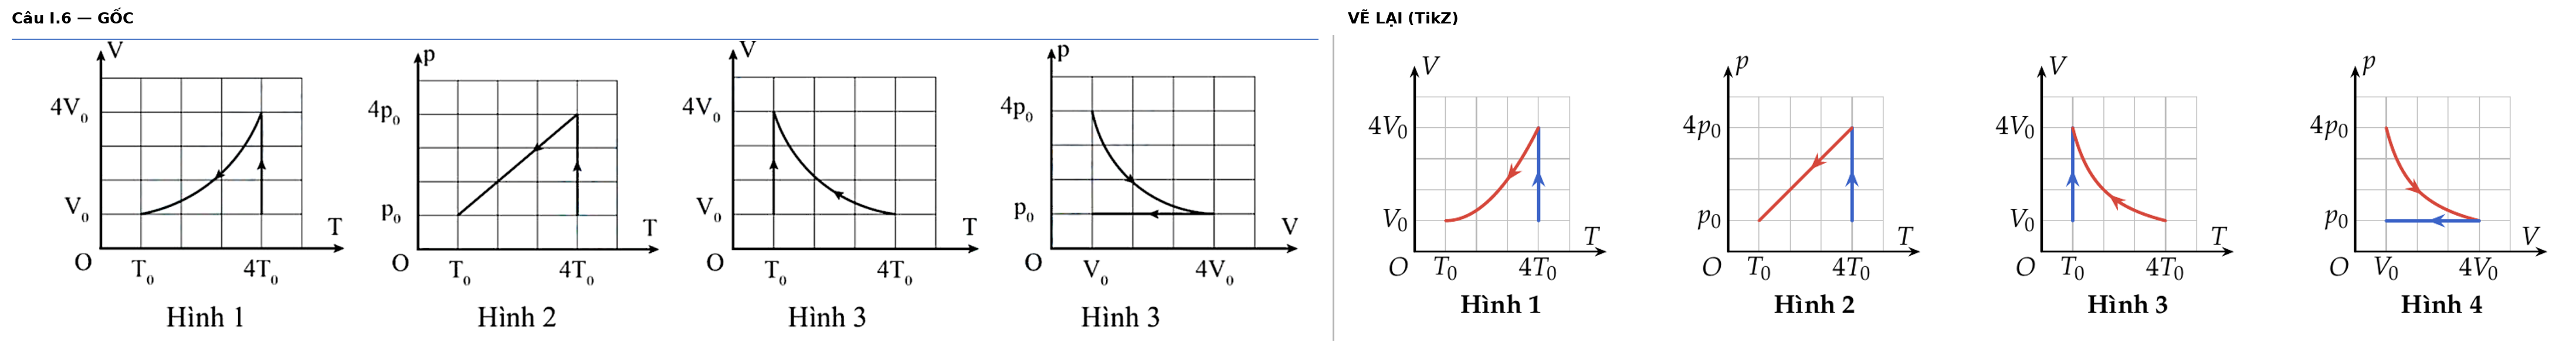 Câu I.6 — GỐC
V
4V₀
V₀
T
O
T₀
4T₀
Hình 1
p
4p₀
p₀
T
O
T₀
4T₀
Hình 2
V
4V₀
V₀
T
O
T₀
4T₀
Hình 3
p
4p₀
p₀
V
O
V₀
4V₀
Hình 3
VẼ LẠI (TikZ)
V
4V₀
V₀
T
O
T₀
4T₀
Hình 1
p
4p₀
p₀
T
O
T₀
4T₀
Hình 2
V
4V₀
V₀
T
O
T₀
4T₀
Hình 3
p
4p₀
p₀
V
O
V₀
4V₀
Hình 4